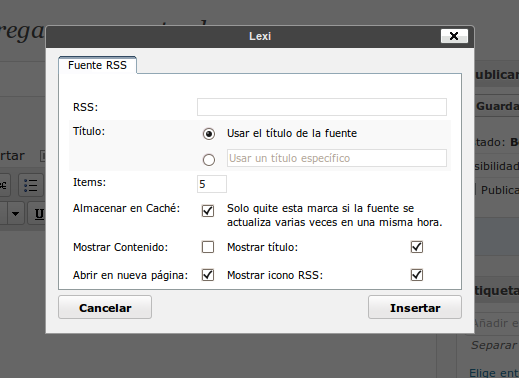 Lexi
Fuente RSS
RSS:
Título:
Usar el título de la fuente
Usar un título específico
Items:
5
Almacenar en Caché:
Solo quite esta marca si la fuente se
actualiza varias veces en una misma hora.
Mostrar Contenido:
Mostrar título:
Abrir en nueva página:
Mostrar icono RSS:
Cancelar
Insertar
rtar
U
ublicar
Guarda
stado: B
sibilidad
Publica
tiqueta
Añadir e
Separar
Elige ent